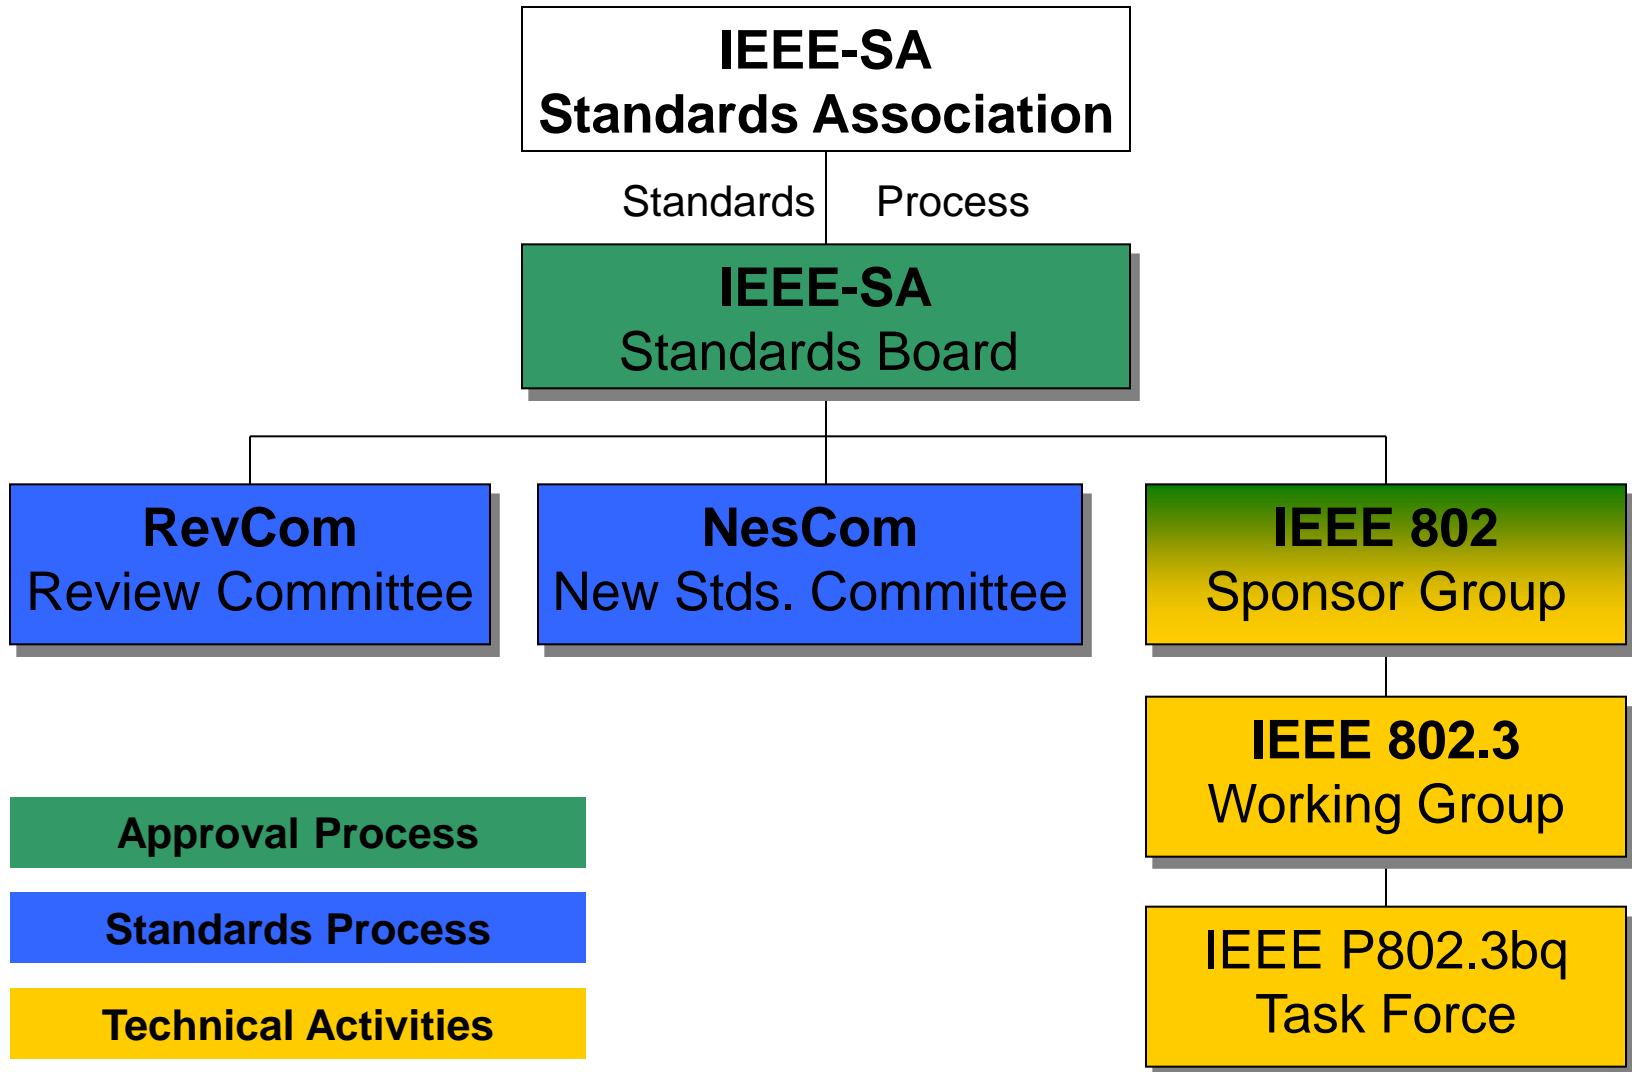 IEEE-SA
Standards Association
Standards Process
IEEE-SA
Standards Board
RevCom
Review Committee
NesCom
New Stds. Committee
IEEE 802
Sponsor Group
IEEE 802.3
Working Group
IEEE P802.3bq
Task Force
Approval Process
Standards Process
Technical Activities